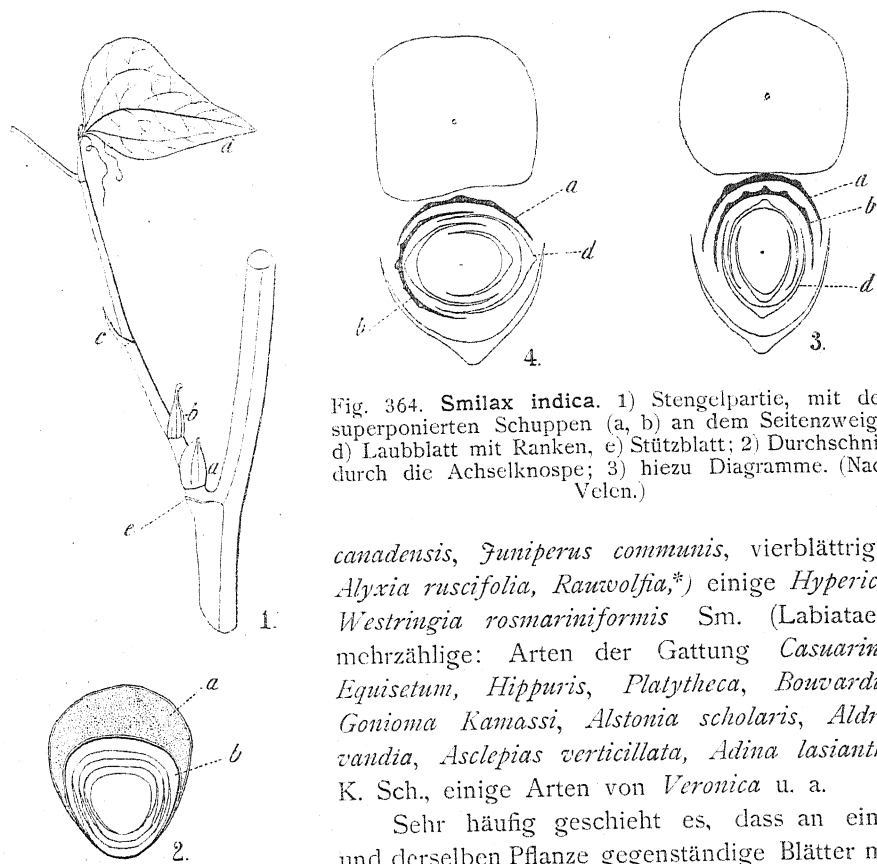 d
c
b
a
e
1.
a
b
2.
a
d
b
4.
a
b
d
3.
Fig. 364. Smilax indica. 1) Stengelpartie, mit de
superponierten Schuppen (a, b) an dem Seitenzweig
d) Laubblatt mit Ranken, e) Stützblatt; 2) Durchschni
durch die Achselknospe; 3) hiezu Diagramme. (Nac
Velen.)
canadensis, Juniperus communis, vierblättrig
Alyxia ruscifolia, Rauwolfia,*) einige Hyperic
Westringia rosmariniformis Sm. (Labiatae
mehrzählige: Arten der Gattung Casuarin
Equisetum, Hippuris, Platytheca, Bouvardi
Gonioma Kamassi, Alstonia scholaris, Aldr
vandia, Asclepias verticillata, Adina lasianth
K. Sch., einige Arten von Veronica u. a.
Sehr häufig geschieht es, dass an ein
und derselben Pflanze gegenständige Blätter m